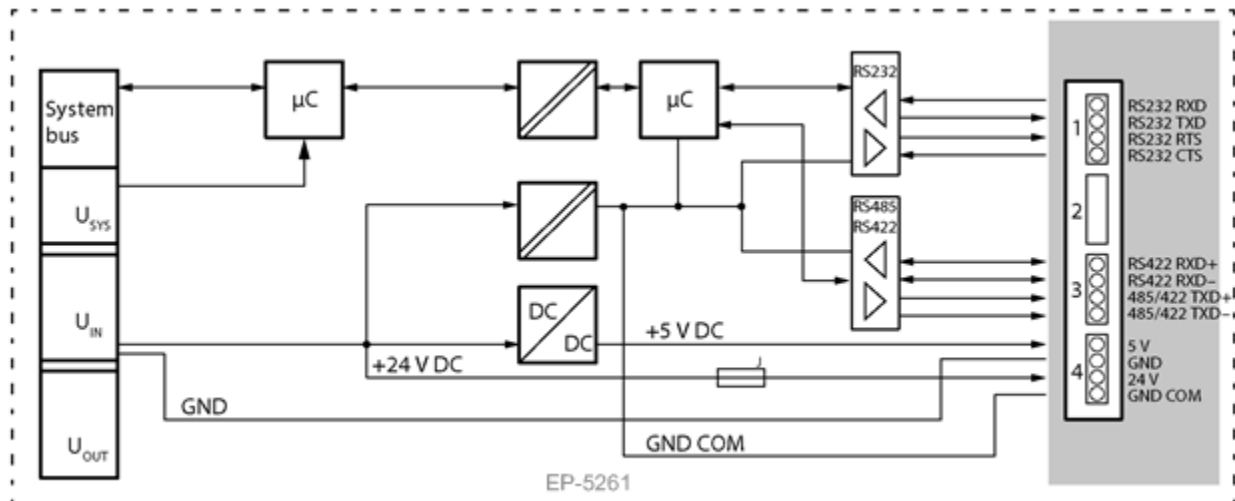 System
bus
U_SYS
U_IN
U_OUT
µC
µC
DC
DC
+5 V DC
+24 V DC
GND
GND COM
RS232
RS485
RS422
1
2
3
4
RS232 RXD
RS232 TXD
RS232 RTS
RS232 CTS
RS422 RXD+
RS422 RXD–
485/422 TXD+
485/422 TXD–
5 V
GND
24 V
GND COM
EP-5261